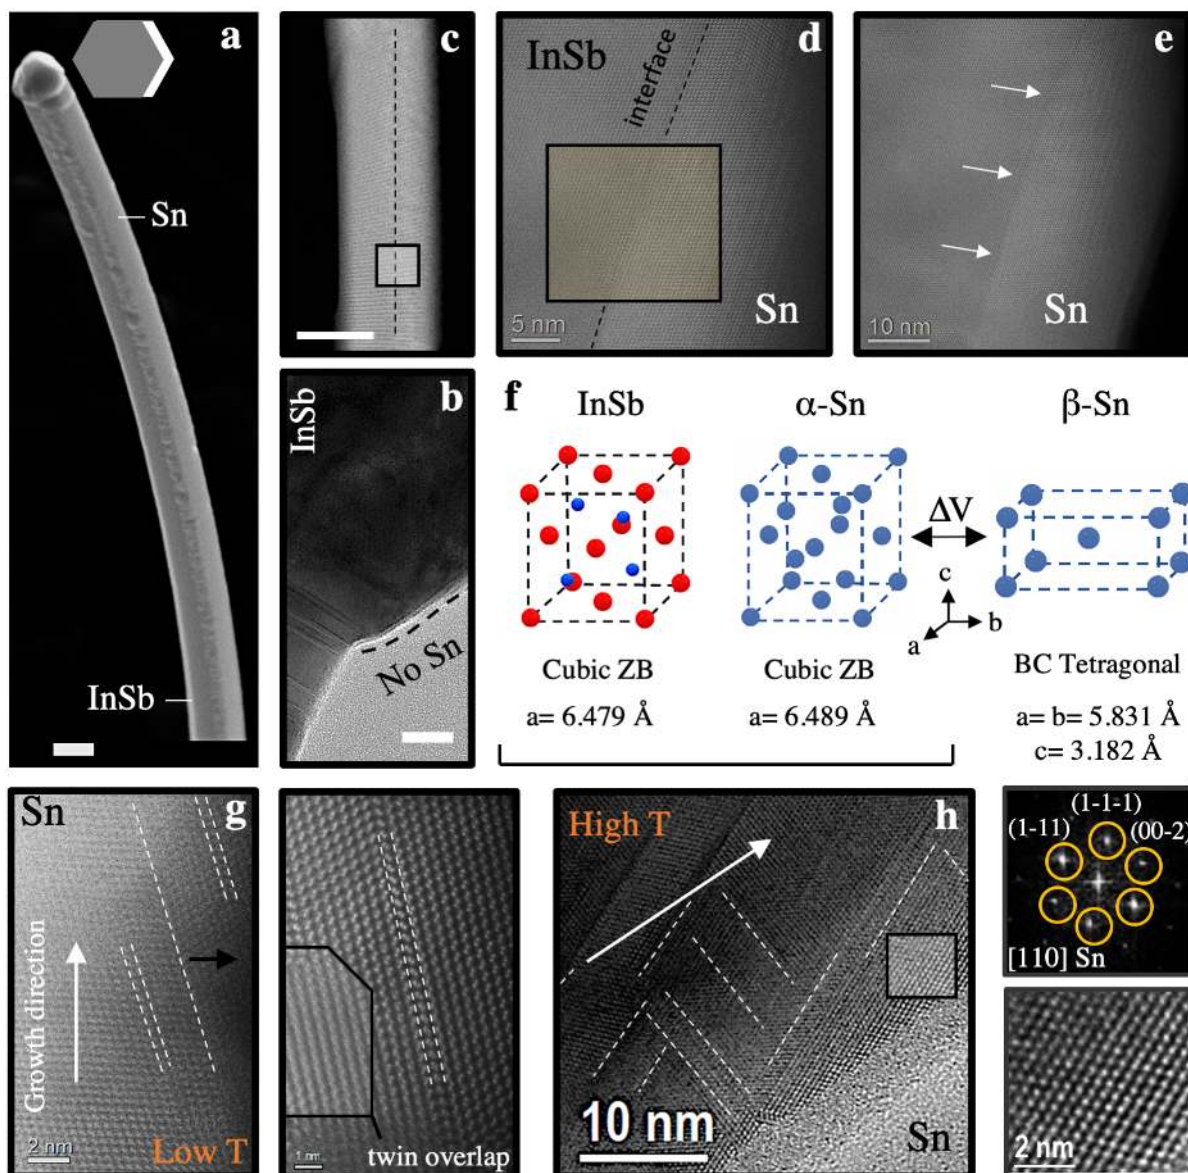 a
Sn
InSb
c
InSb
interface
d
5 nm
Sn
e
10 nm
Sn
b
InSb
No Sn
f
InSb
α-Sn
β-Sn
ΔV
c
b
a
Cubic ZB
Cubic ZB
BC Tetragonal
a= 6.479 Å
a= 6.489 Å
a= b= 5.831 Å
c= 3.182 Å
Sn
g
Growth direction
2 nm
Low T
1 nm
twin overlap
High T
h
10 nm
Sn
(1-1-1)
(1-11)
(00-2)
[110] Sn
2 nm